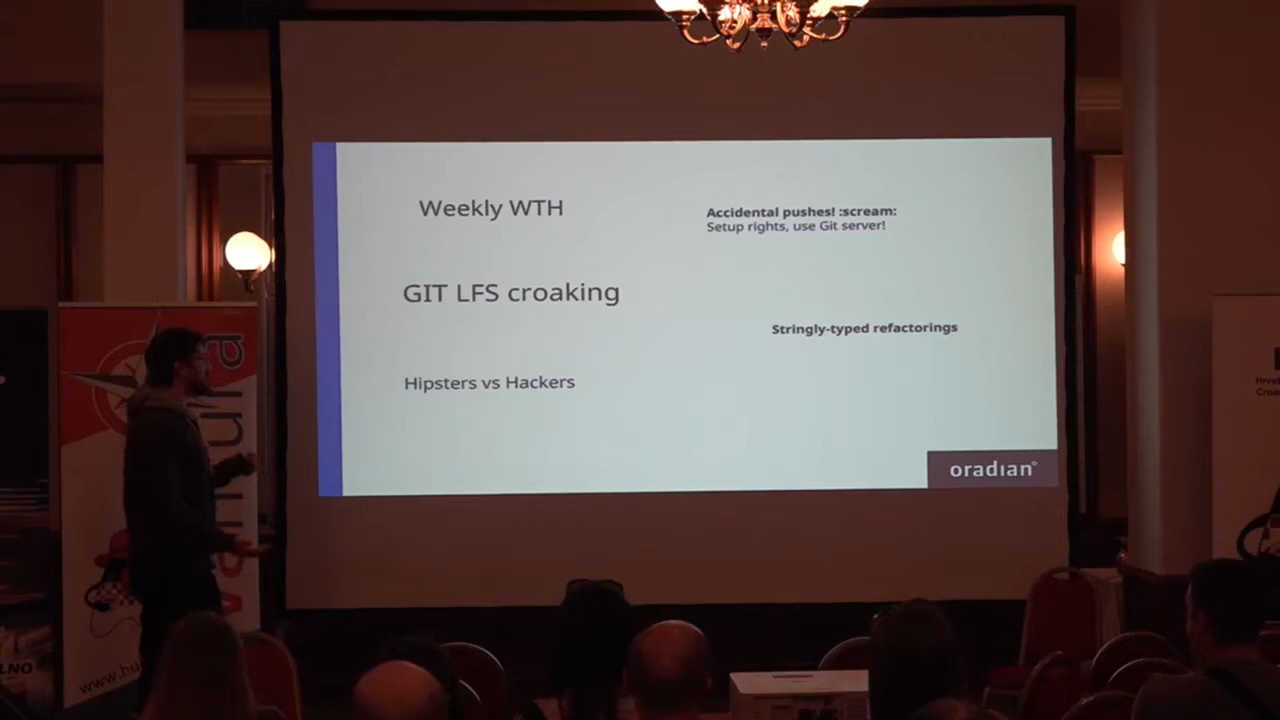 Weekly WTH
Accidental pushes! :scream:
Setup rights, use Git server!
GIT LFS croaking
Stringly-typed refactorings
Hipsters vs Hackers
oradian
www.hu